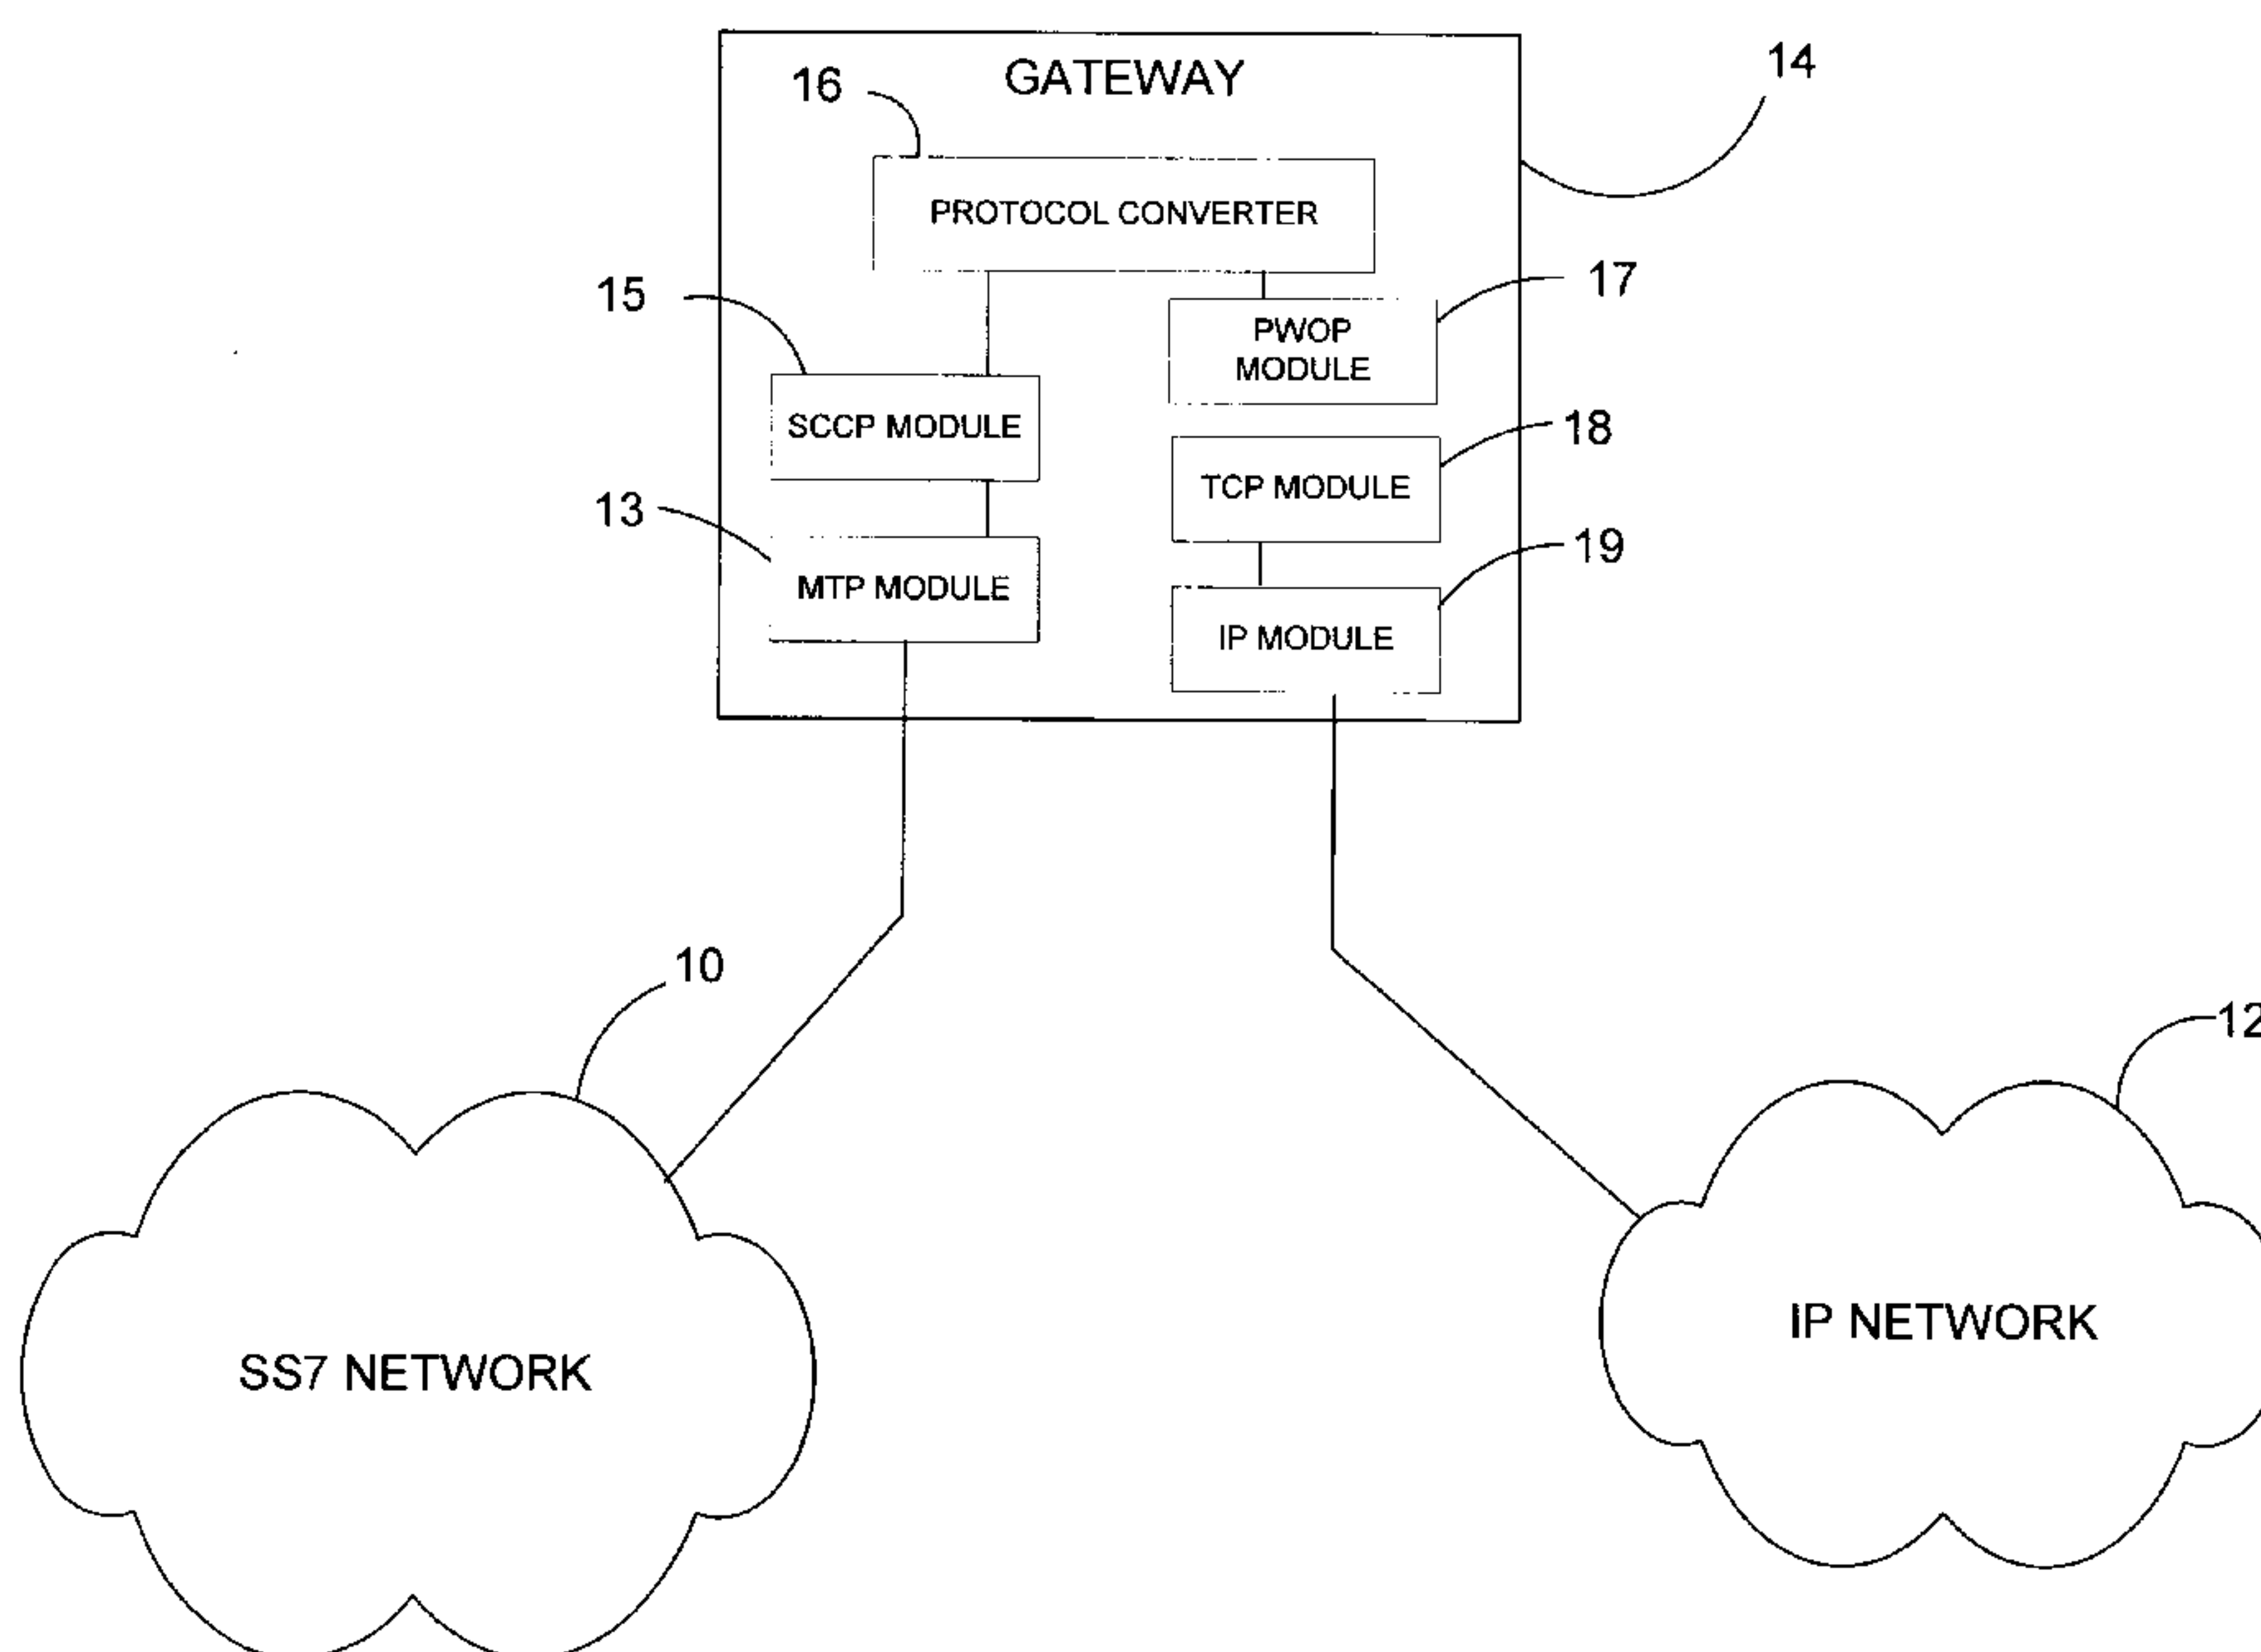 GATEWAY
14
16
PROTOCOL CONVERTER
15
17
PWOP
MODULE
SCCP MODULE
18
TCP MODULE
13
19
MTP MODULE
IP MODULE
10
12
SS7 NETWORK
IP NETWORK